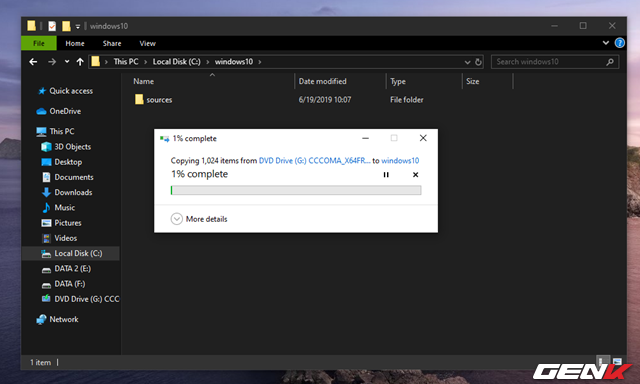 windows10
File
Home
Share
View
This PC
Local Disk (C:)
windows10
Search windows10
Name
Date modified
Type
Size
sources
6/19/2019 10:07
File folder
Quick access
OneDrive
This PC
3D Objects
Desktop
Documents
Downloads
Music
Pictures
Videos
Local Disk (C:)
DATA 2 (E:)
DATA (F:)
DVD Drive (G:) CCC
Network
1% complete
Copying 1,024 items from DVD Drive (G:) CCCOMA_X64FR... to windows10
1% complete
More details
1 item
GENK